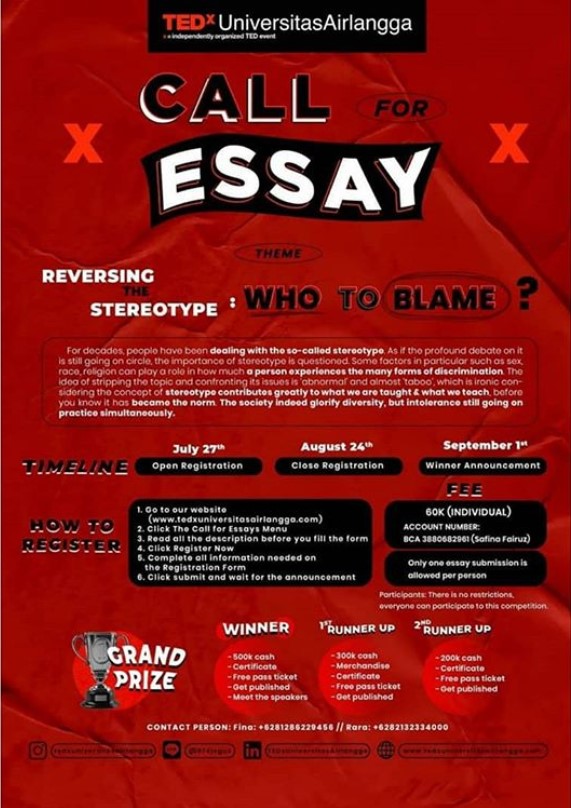 TEDx UniversitasAirlangga
x = independently organized TED event
CALL FOR
X X
ESSAY
THEME
REVERSING
THE
STEREOTYPE : WHO TO BLAME ?
For decades, people have been dealing with the so-called stereotype. As if the profound debate on it
is still going on circle, the importance of stereotype is questioned. Some factors in particular such as sex,
race, religion can play a role in how much a person experiences the many forms of discrimination. The
idea of stripping the topic and confronting its issues is 'abnormal' and almost 'taboo', which is ironic con-
sidering the concept of stereotype contributes greatly to what we are taught & what we teach, before
you know it has became the norm. The society indeed glorify diversity, but intolerance still going on
practice simultaneously.
TIMELINE
July 27th
Open Registration
August 24th
Close Registration
September 1st
Winner Announcement
HOW TO
REGISTER
1. Go to our website
(www.tedxuniversitasairlangga.com)
2. Click The Call for Essays Menu
3. Read all the description before you fill the form
4. Click Register Now
5. Complete all information needed on
the Registration Form
6. Click submit and wait for the announcement
FEE
60K (INDIVIDUAL)
ACCOUNT NUMBER:
BCA 3880682961 (Safina Fairuz)
Only one essay submission is
allowed per person
Participants: There is no restrictions,
everyone can participate to this competition.
GRAND
PRIZE
WINNER
- 500k cash
- Certificate
- Free pass ticket
- Get published
- Meet the speakers
1ST RUNNER UP
- 300k cash
- Merchandise
- Certificate
- Free pass ticket
- Get published
2ND RUNNER UP
- 200k cash
- Certificate
- Free pass ticket
- Get published
CONTACT PERSON: Fina: +6281286229456 // Rara: +6282132334000
tedxuniversitasairlangga
TEDxUniversitasAirlangga
www.tedxuniversitasairlangga.com